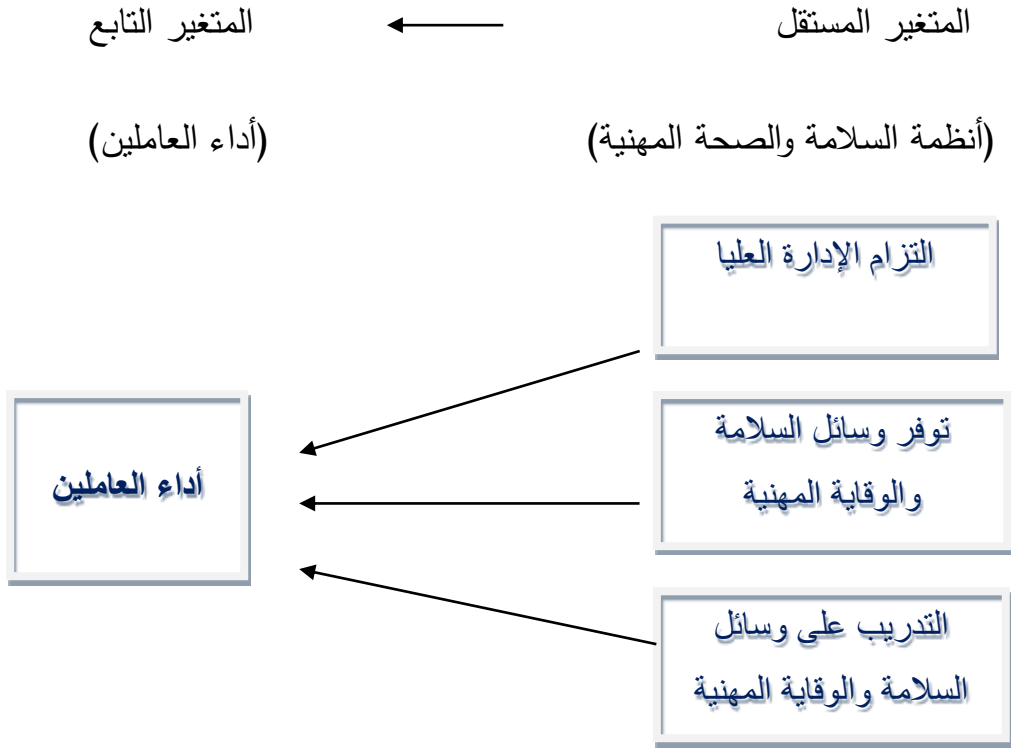 المتغير المستقل
المتغير التابع
(أنظمة السلامة والصحة المهنية)
(أداء العاملين)
التزام الإدارة العليا
توفر وسائل السلامة
والوقاية المهنية
التدريب على وسائل
السلامة والوقاية المهنية
أداء العاملين